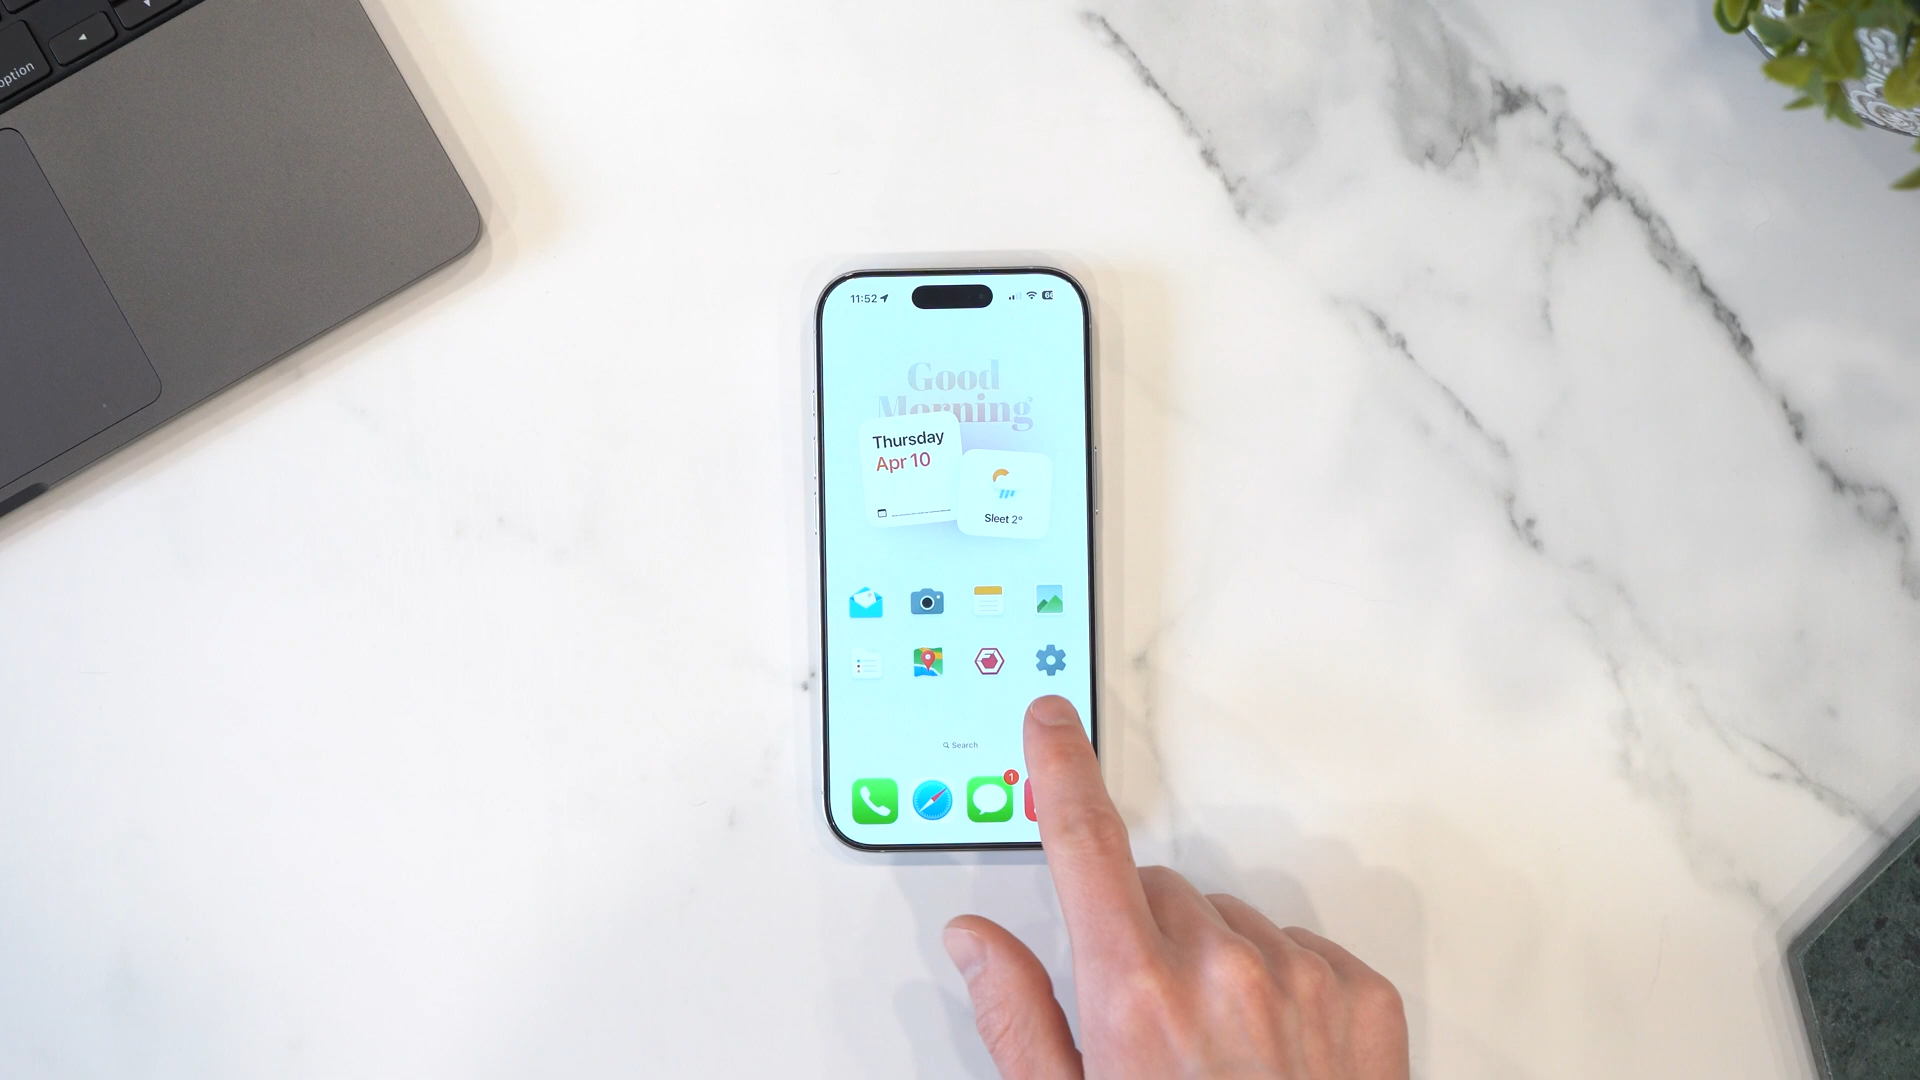 option
11:52
Good
Morning
Thursday
Apr 10
Sleet 2°
Search
1